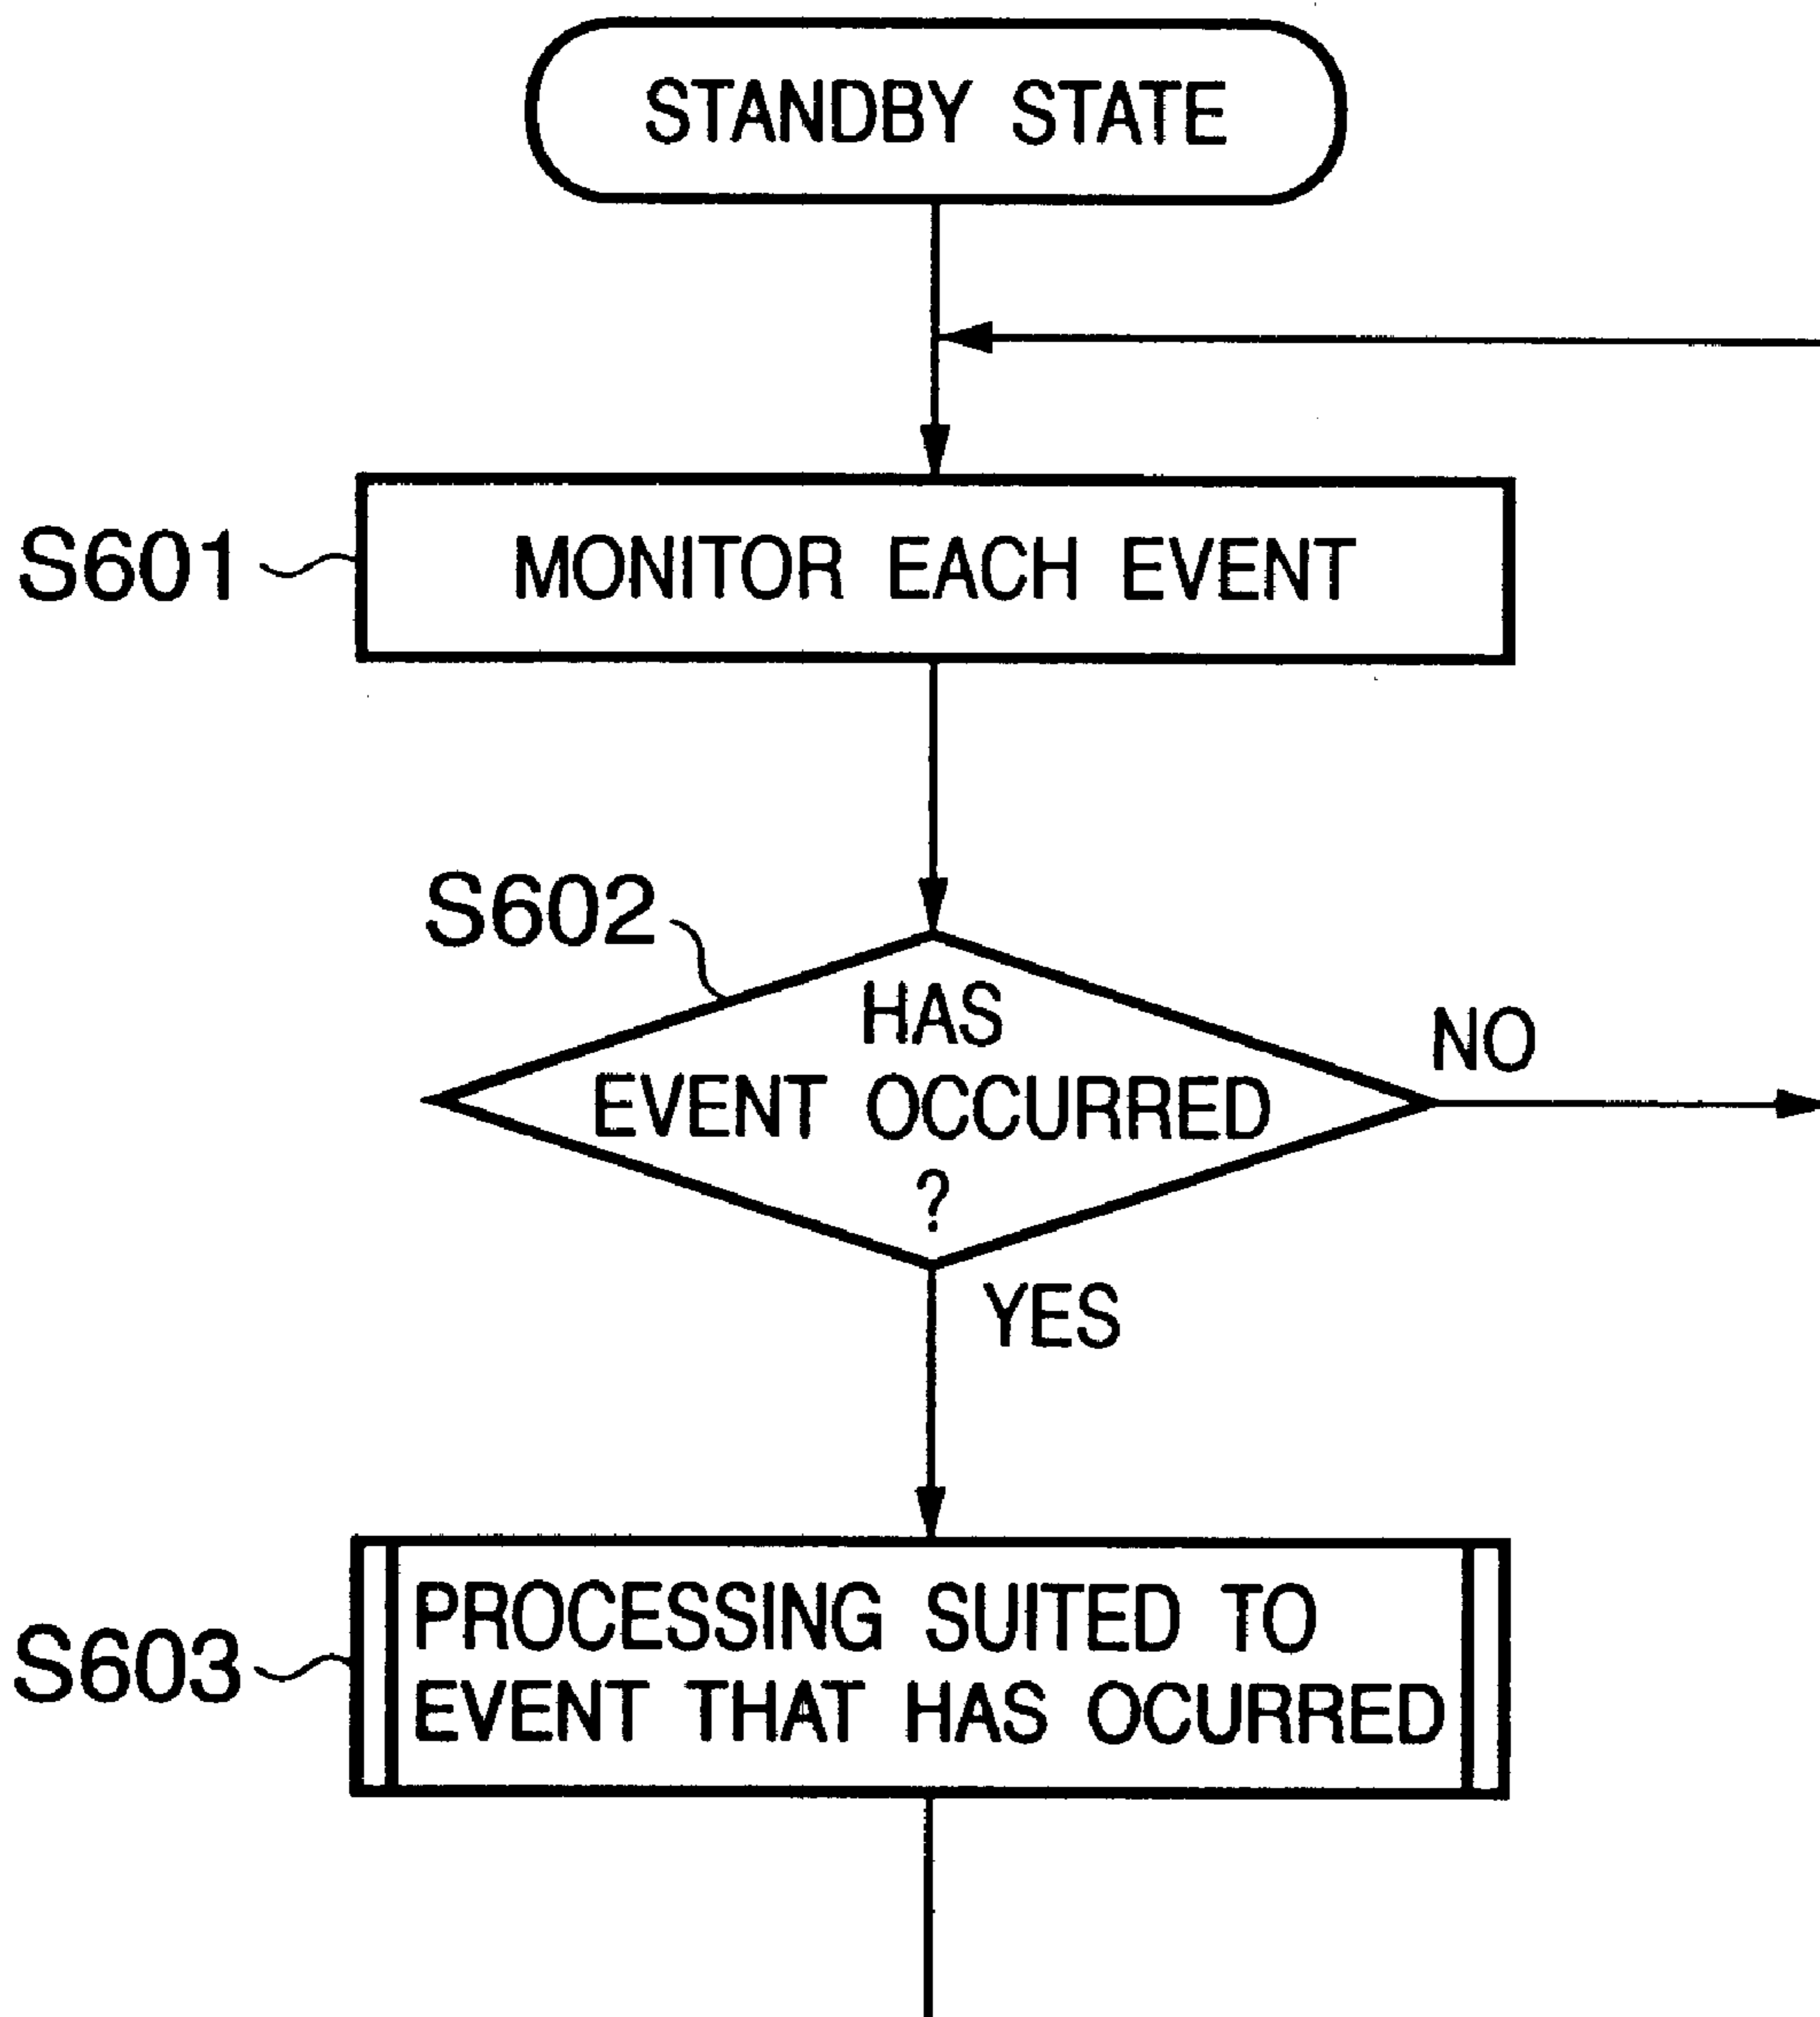 STANDBY STATE
S601
MONITOR EACH EVENT
S602
HAS
EVENT OCCURRED
?
NO
YES
S603
PROCESSING SUITED TO
EVENT THAT HAS OCURRED